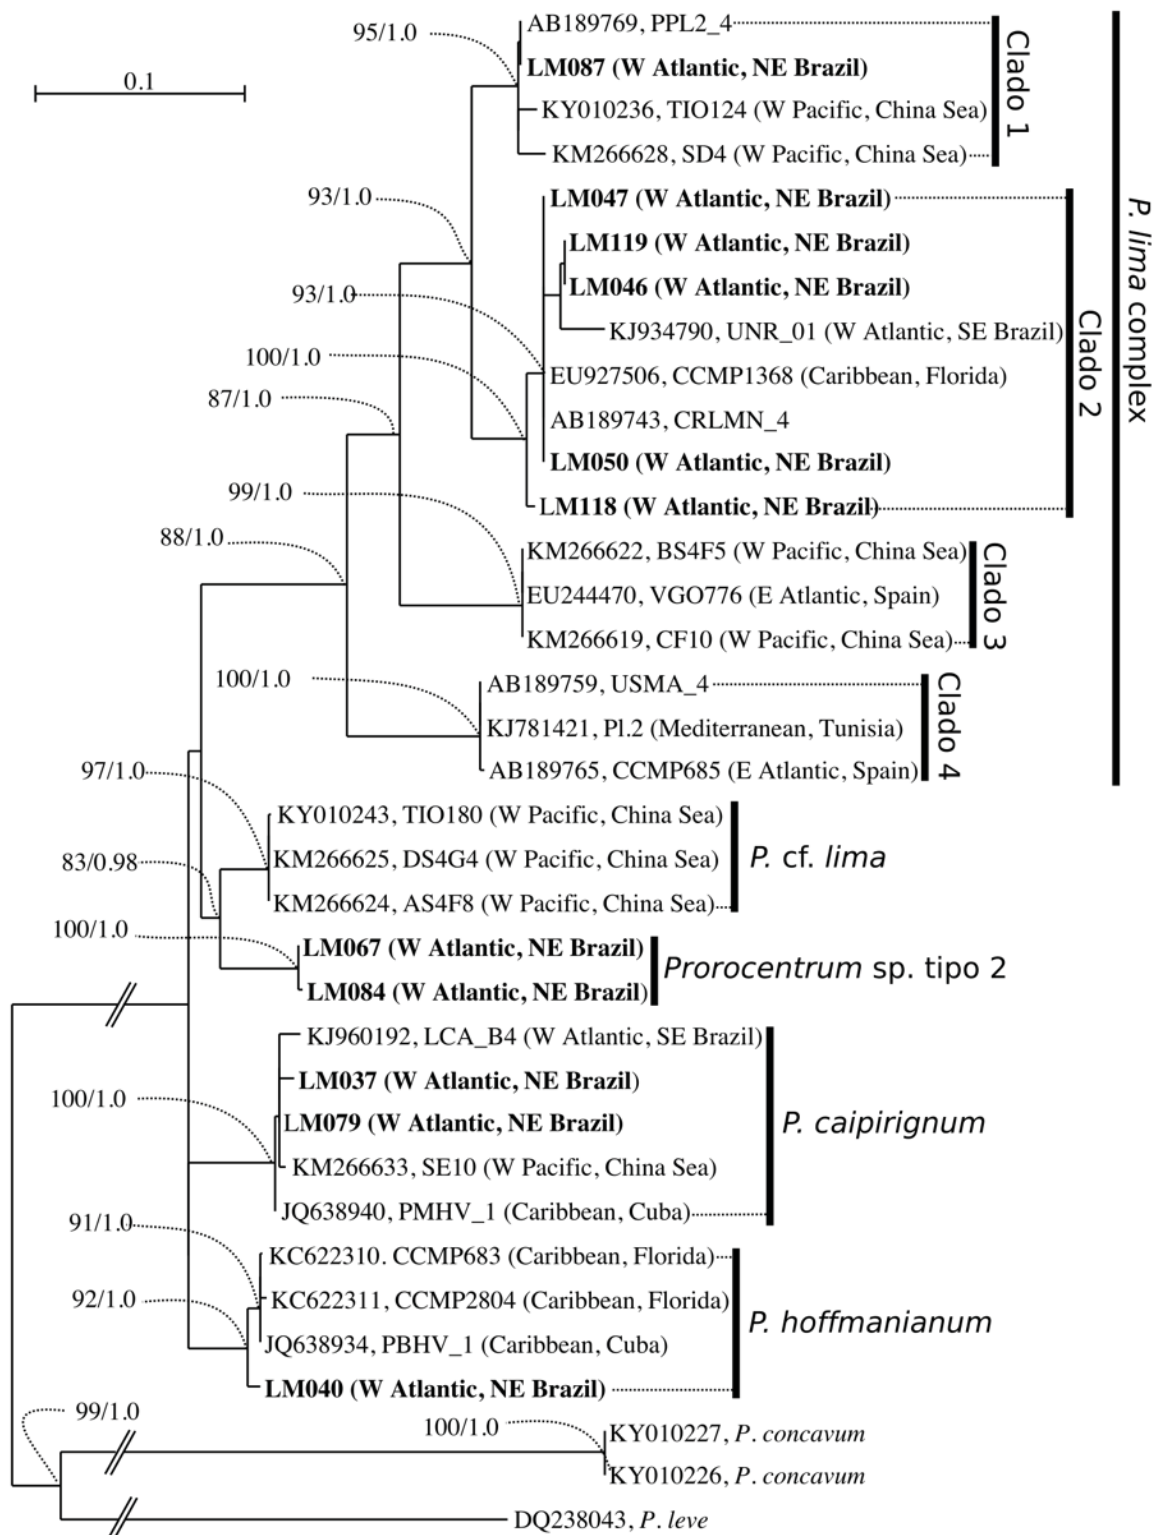 AB189769, PPL2_4
95/1.0
LM087 (W Atlantic, NE Brazil)
0.1
KY010236, TIO124 (W Pacific, China Sea)
KM266628, SD4 (W Pacific, China Sea)
Clado 1
93/1.0
LM047 (W Atlantic, NE Brazil)
LM119 (W Atlantic, NE Brazil)
LM046 (W Atlantic, NE Brazil)
93/1.0
KJ934790, UNR_01 (W Atlantic, SE Brazil)
100/1.0
EU927506, CCMP1368 (Caribbean, Florida)
87/1.0
AB189743, CRLMN_4
LM050 (W Atlantic, NE Brazil)
99/1.0
LM118 (W Atlantic, NE Brazil)
Clado 2
P. lima complex
88/1.0
KM266622, BS4F5 (W Pacific, China Sea)
EU244470, VGO776 (E Atlantic, Spain)
KM266619, CF10 (W Pacific, China Sea)
Clado 3
100/1.0
AB189759, USMA_4
KJ781421, Pl.2 (Mediterranean, Tunisia)
AB189765, CCMP685 (E Atlantic, Spain)
Clado 4
97/1.0
KY010243, TIO180 (W Pacific, China Sea)
83/0.98
KM266625, DS4G4 (W Pacific, China Sea)
P. cf. lima
KM266624, AS4F8 (W Pacific, China Sea)
100/1.0
LM067 (W Atlantic, NE Brazil)
Prorocentrum sp. tipo 2
LM084 (W Atlantic, NE Brazil)
KJ960192, LCA_B4 (W Atlantic, SE Brazil)
LM037 (W Atlantic, NE Brazil)
100/1.0
LM079 (W Atlantic, NE Brazil)
P. caipirignum
KM266633, SE10 (W Pacific, China Sea)
JQ638940, PMHV_1 (Caribbean, Cuba)
91/1.0
KC622310. CCMP683 (Caribbean, Florida)
92/1.0
KC622311, CCMP2804 (Caribbean, Florida)
P. hoffmanianum
JQ638934, PBHV_1 (Caribbean, Cuba)
LM040 (W Atlantic, NE Brazil)
99/1.0
100/1.0
KY010227, P. concavum
KY010226, P. concavum
DQ238043, P. leve